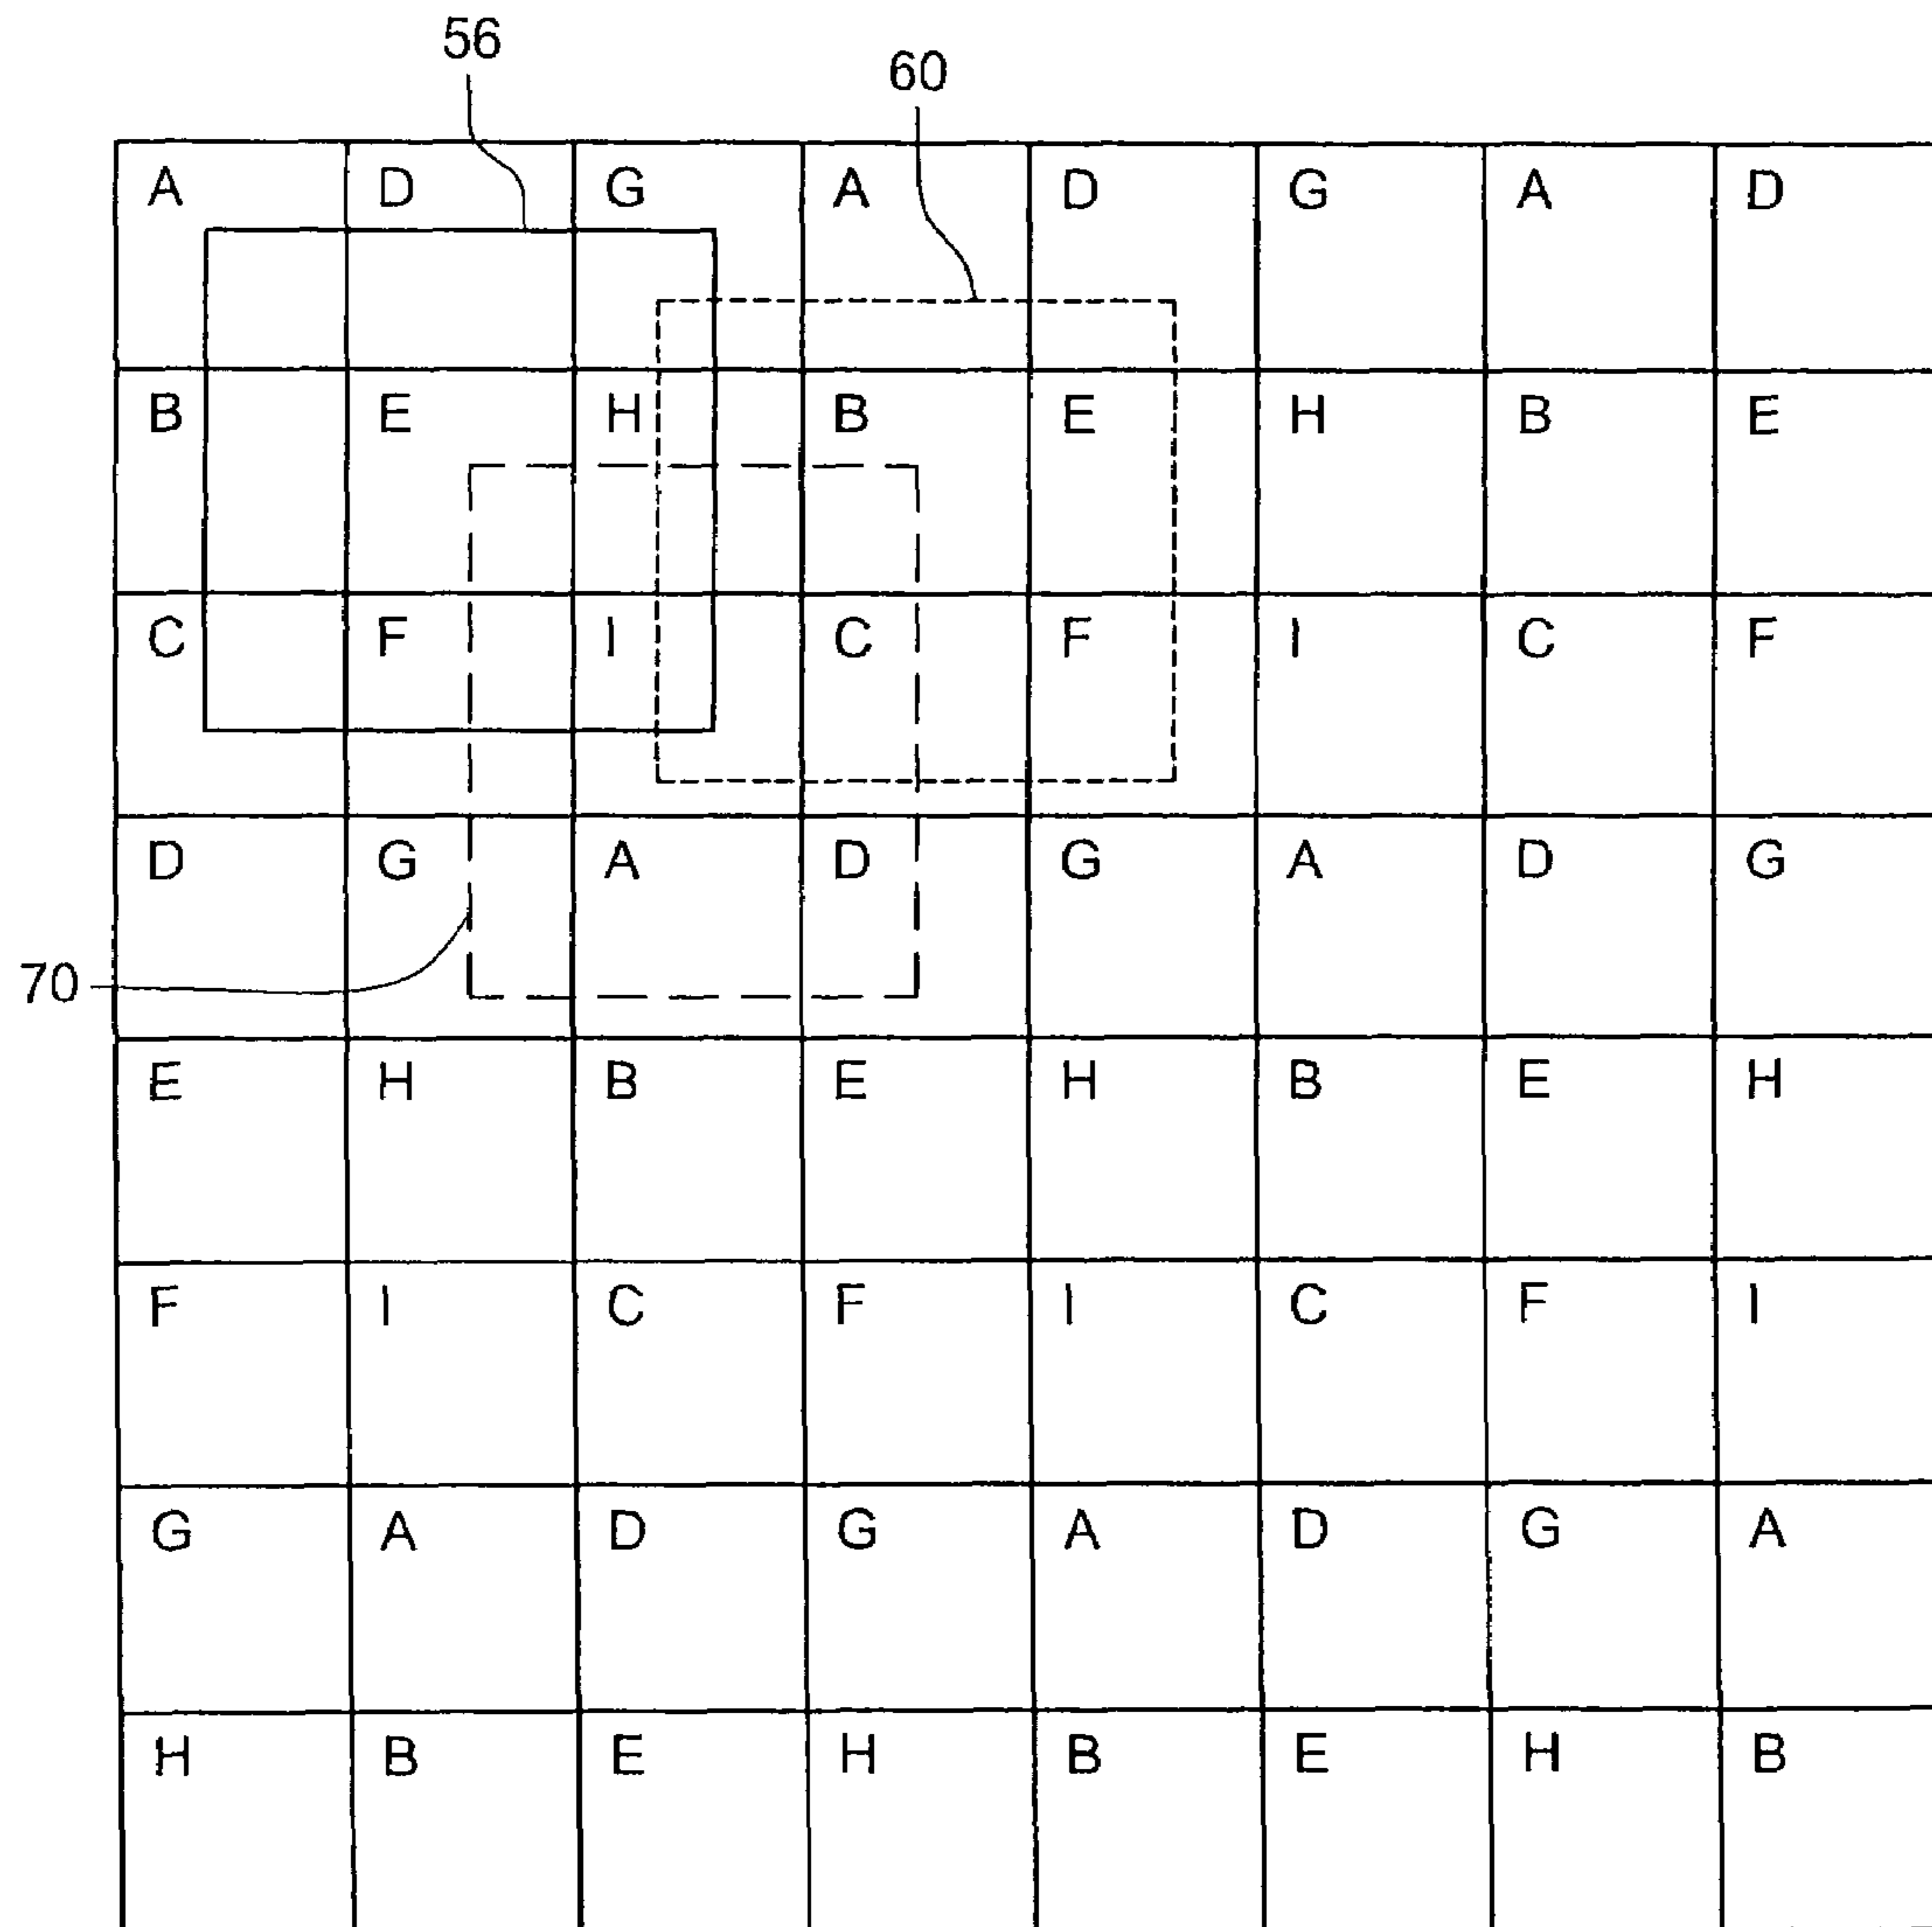 56
60
A D G A D G A D
B E H B E H B E
C F I C F I C F
D G A D G A D G
70
E H B E H B E H
F I C F I C F I
G A D G A D G A
H B E H B E H B